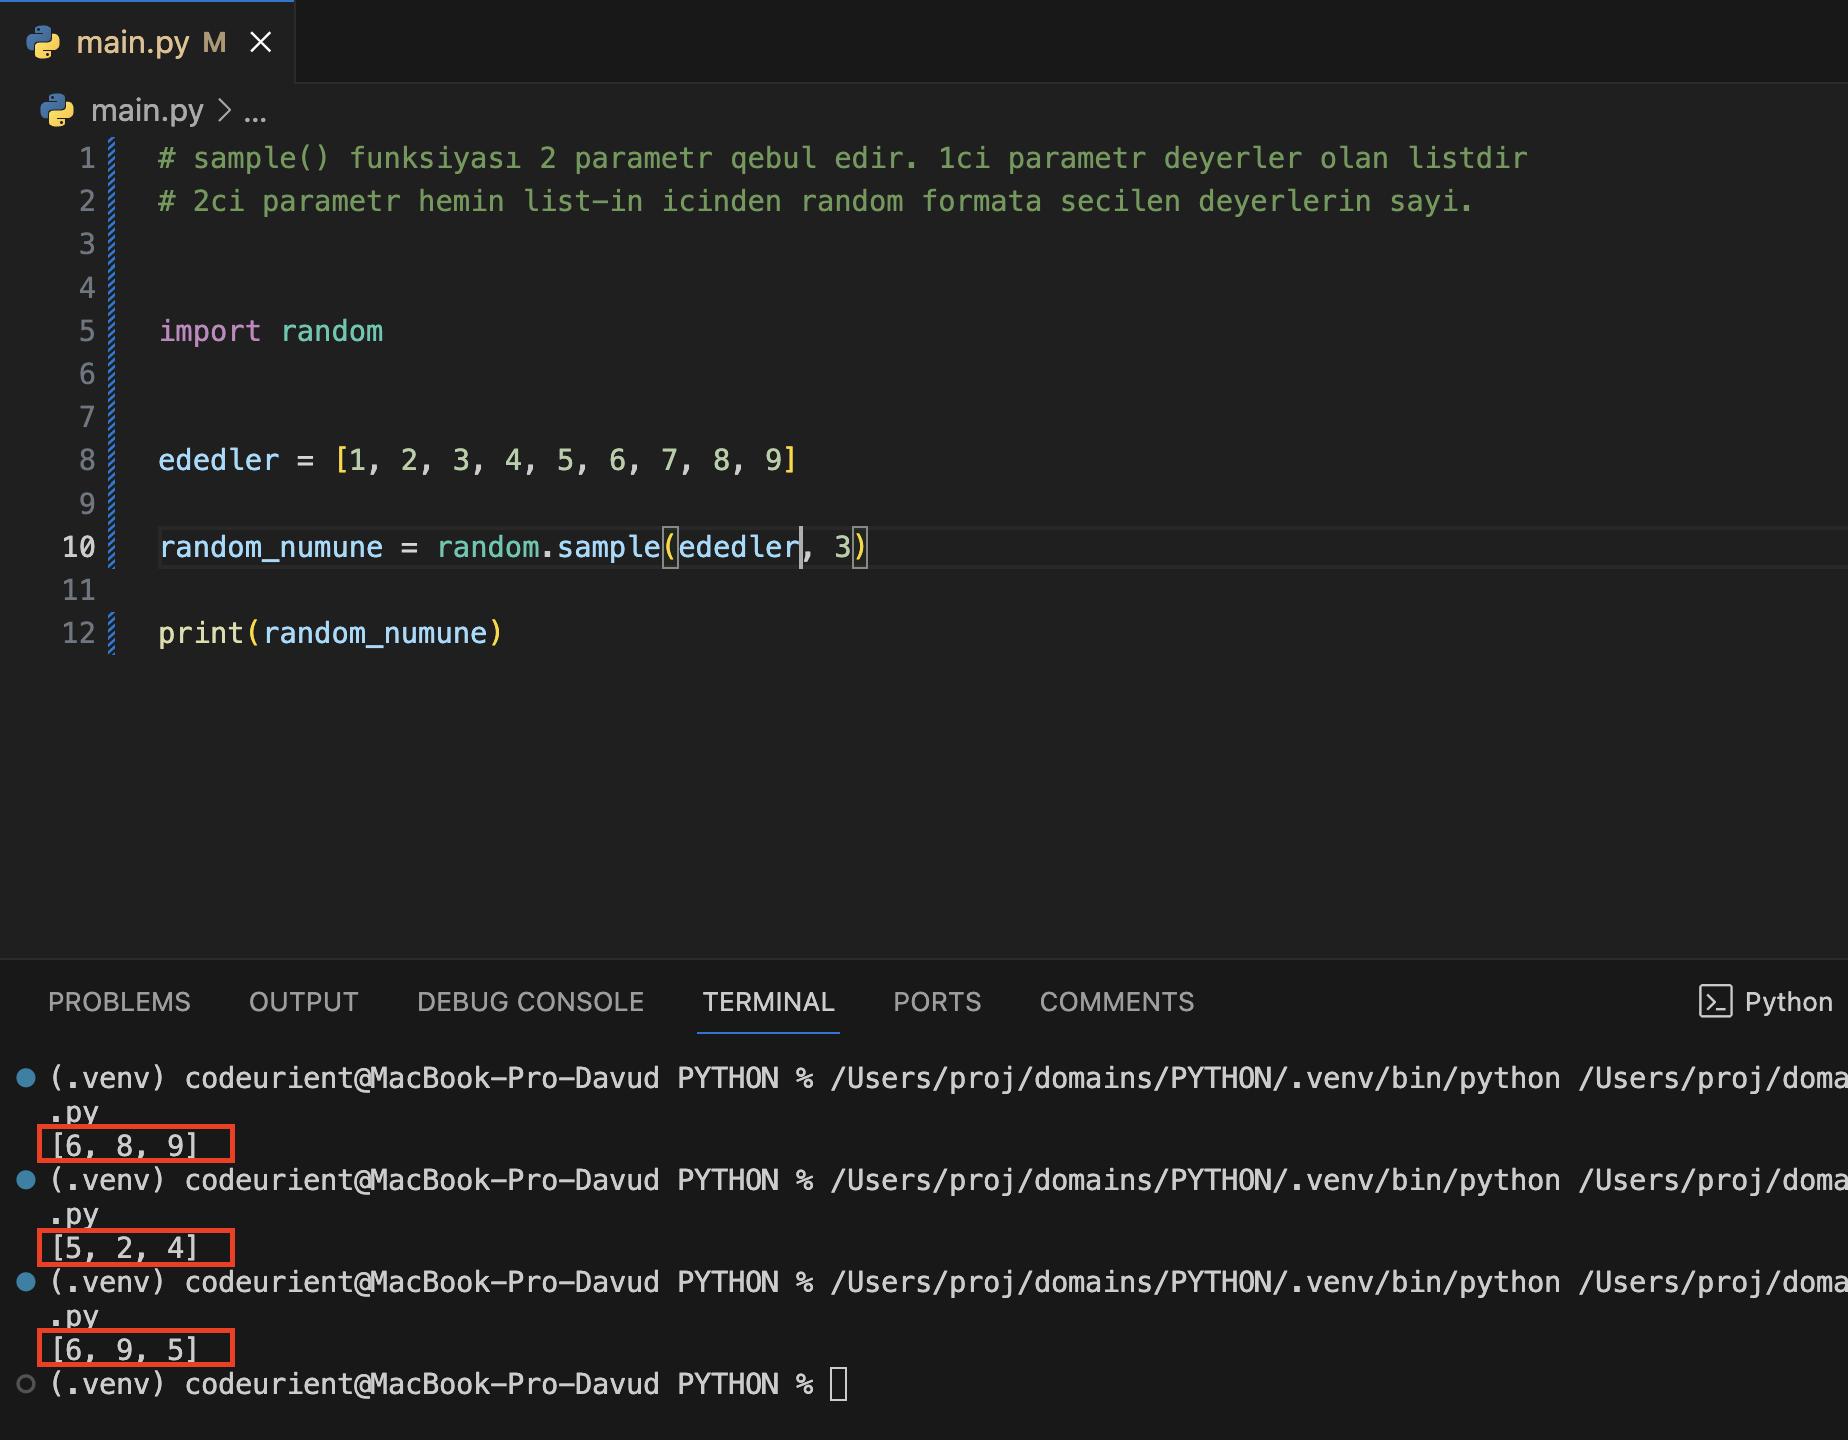 main.py M
main.py > ...
1 # sample() funksiyası 2 parametr qebul edir. 1ci parametr deyerler olan listdir
2 # 2ci parametr hemin list-in icinden random formata secilen deyerlerin sayi.
3
4
5 import random
6
7
8 ededler = [1, 2, 3, 4, 5, 6, 7, 8, 9]
9
10 random_numune = random.sample(ededler, 3)
11
12 print(random_numune)
PROBLEMS OUTPUT DEBUG CONSOLE TERMINAL PORTS COMMENTS Python
(.venv) codeurient@MacBook-Pro-Davud PYTHON % /Users/proj/domains/PYTHON/.venv/bin/python /Users/proj/doma
.py
[6, 8, 9]
(.venv) codeurient@MacBook-Pro-Davud PYTHON % /Users/proj/domains/PYTHON/.venv/bin/python /Users/proj/doma
.py
[5, 2, 4]
(.venv) codeurient@MacBook-Pro-Davud PYTHON % /Users/proj/domains/PYTHON/.venv/bin/python /Users/proj/doma
.py
[6, 9, 5]
(.venv) codeurient@MacBook-Pro-Davud PYTHON %